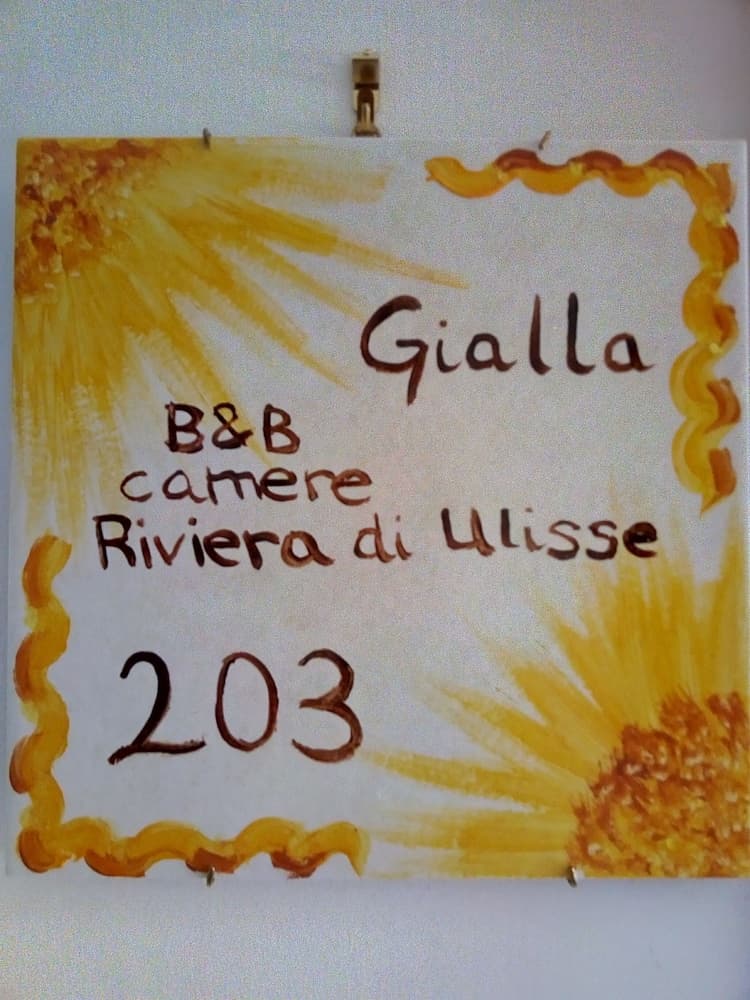 Gialla
B&B
camere
Riviera di Ulisse
203